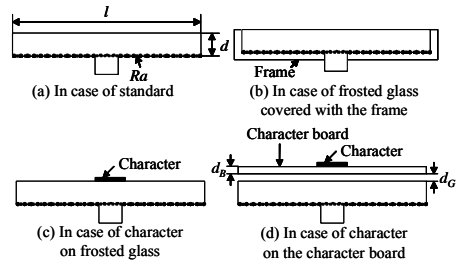 l
d
Ra
(a) In case of standard
Frame
(b) In case of frosted glass
covered with the frame
Character
(c) In case of character
on frosted glass
Character board
Character
dB
dG
(d) In case of character
on the character board